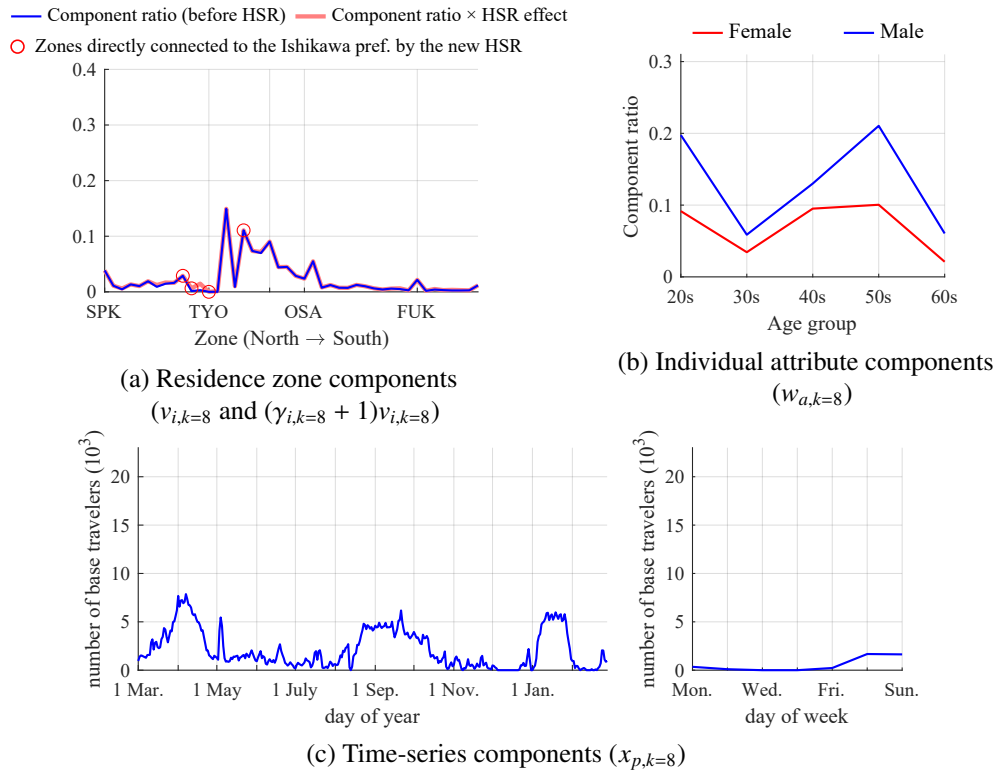 Component ratio (before HSR) Component ratio × HSR effect
Zones directly connected to the Ishikawa pref. by the new HSR
0.4
0.3
0.2
0.1
0
SPK TYO OSA FUK
Zone (North → South)
(a) Residence zone components
(v_{i,k=8} and (γ_{i,k=8} + 1)v_{i,k=8})
Female Male
Component ratio
0.3
0.2
0.1
0
20s 30s 40s 50s 60s
Age group
(b) Individual attribute components
(w_{a,k=8})
number of base travelers (10^3)
20
15
10
5
0
1 Mar. 1 May 1 July 1 Sep. 1 Nov. 1 Jan.
day of year
number of base travelers (10^3)
20
15
10
5
0
Mon. Wed. Fri. Sun.
day of week
(c) Time-series components (x_{p,k=8})